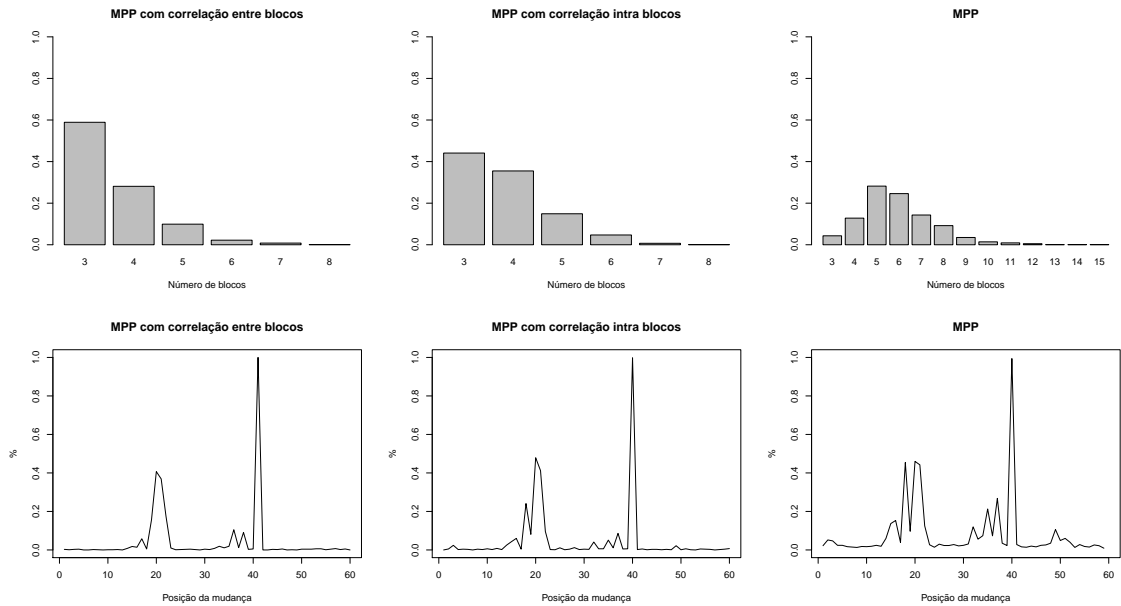 MPP com correlação entre blocos
MPP com correlação intra blocos
MPP
1.0
0.8
0.6
0.4
0.2
0.0
3 4 5 6 7 8
Número de blocos
1.0
0.8
0.6
0.4
0.2
0.0
3 4 5 6 7 8
Número de blocos
1.0
0.8
0.6
0.4
0.2
0.0
3 4 5 6 7 8 9 10 11 12 13 14 15
Número de blocos
MPP com correlação entre blocos
MPP com correlação intra blocos
MPP
%
1.0
0.8
0.6
0.4
0.2
0.0
0 10 20 30 40 50 60
Posição da mudança
%
1.0
0.8
0.6
0.4
0.2
0.0
0 10 20 30 40 50 60
Posição da mudança
%
1.0
0.8
0.6
0.4
0.2
0.0
0 10 20 30 40 50 60
Posição da mudança